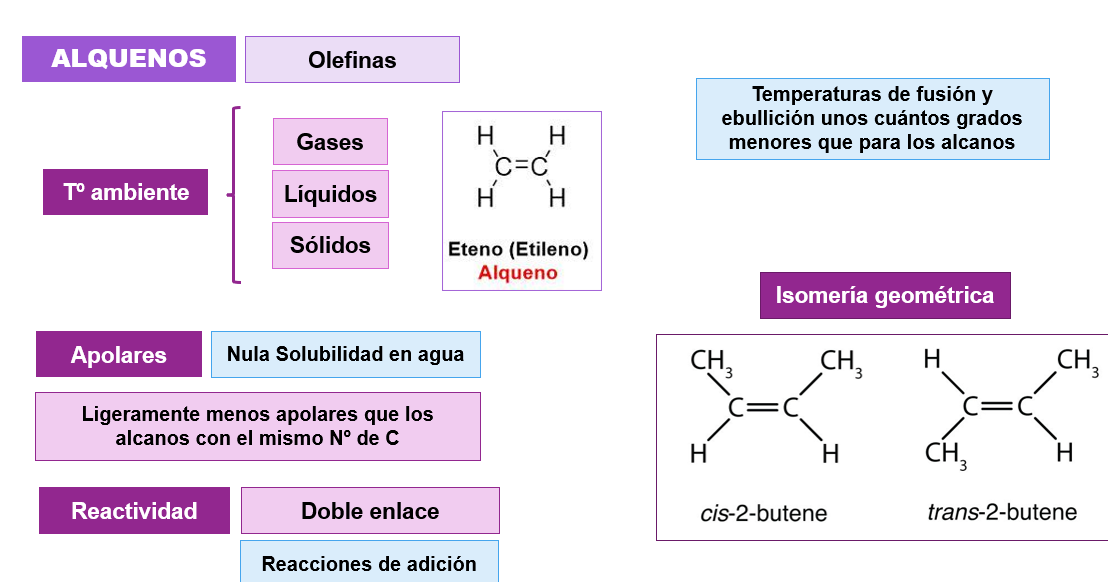 ALQUENOS
Olefinas
Temperaturas de fusión y
ebullición unos cuántos grados
menores que para los alcanos
Tº ambiente
Gases
Líquidos
Sólidos
H H
C=C
H H
Eteno (Etileno)
Alqueno
Isomería geométrica
Apolares
Nula Solubilidad en agua
Ligeramente menos apolares que los
alcanos con el mismo Nº de C
CH₃ CH₃
C=C
H H
cis-2-butene
H CH₃
C=C
CH₃ H
trans-2-butene
Reactividad
Doble enlace
Reacciones de adición